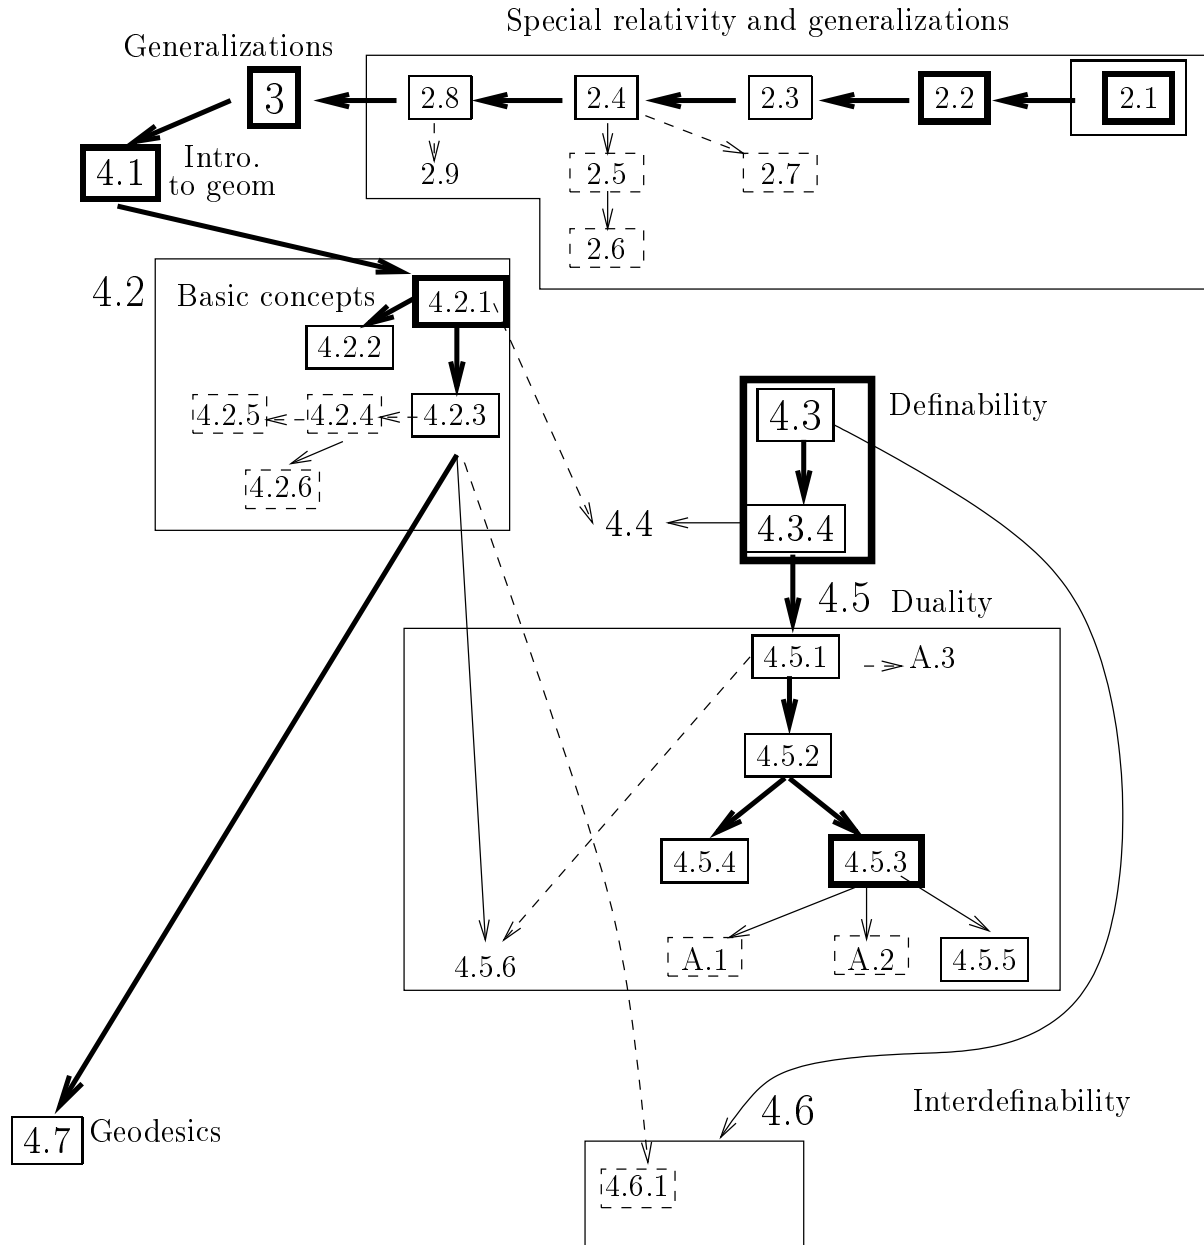 Special relativity and generalizations
Generalizations
3
2.8
2.4
2.3
2.2
2.1
4.1
Intro.
to geom
2.9
2.5
2.7
2.6
4.2
Basic concepts
4.2.1
4.2.2
4.2.5
4.2.4
4.2.3
4.2.6
4.3
Definability
4.4
4.3.4
4.5
Duality
4.5.1
A.3
4.5.2
4.5.4
4.5.3
4.5.6
A.1
A.2
4.5.5
4.7
Geodesics
4.6
Interdefinability
4.6.1